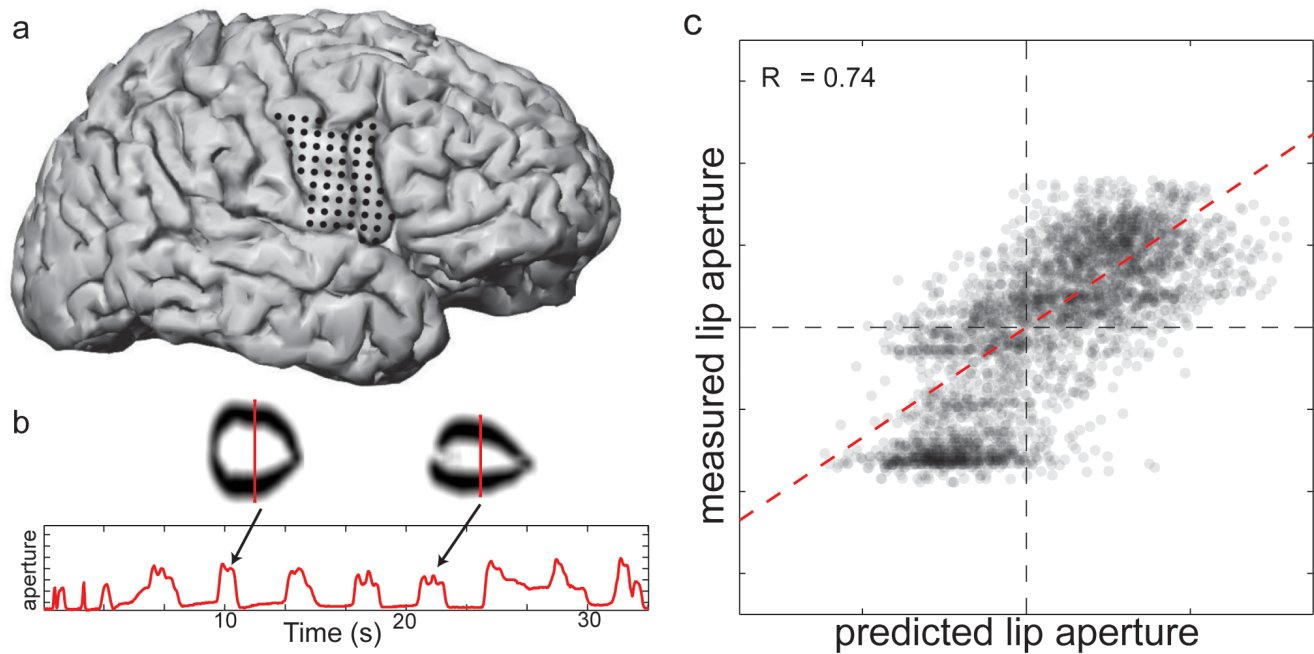 a
b
aperture
10
20
30
Time (s)
c
R = 0.74
measured lip aperture
predicted lip aperture